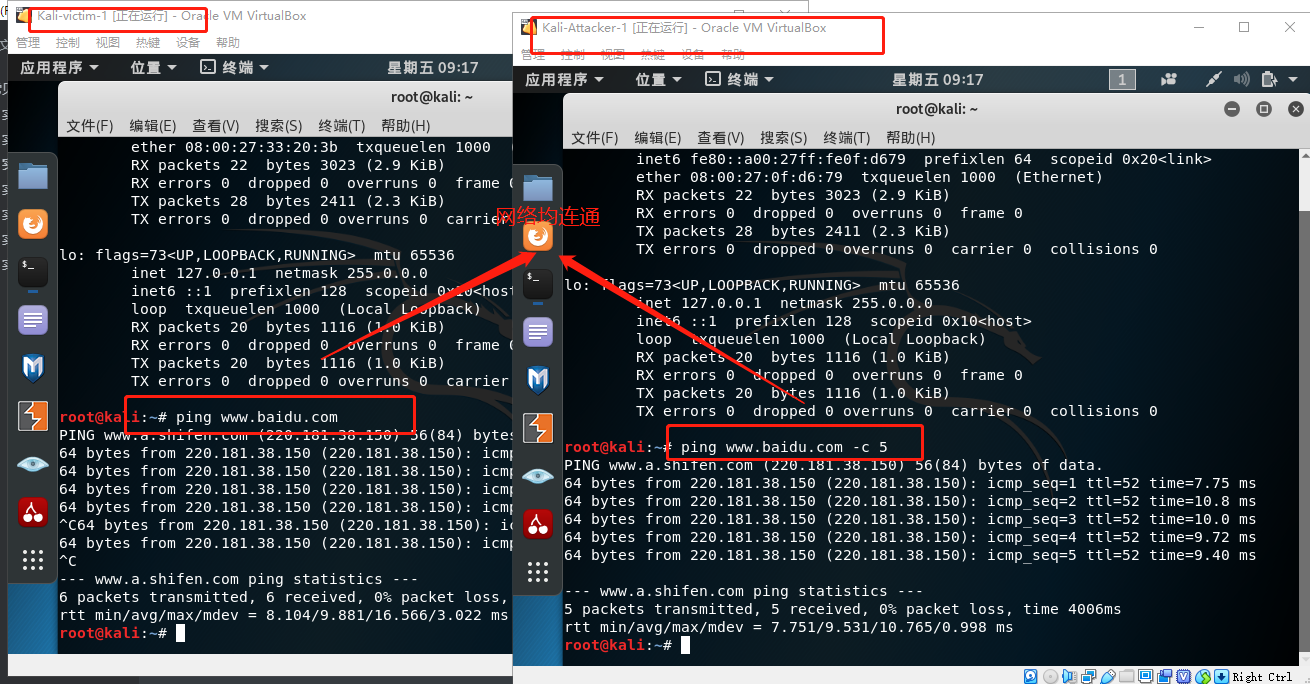 Kali-victim-1 [正在运行] - Oracle VM VirtualBox
管理 控制 视图 热键 设备 帮助
应用程序 位置 终端 星期五 09:17
root@kali: ~
文件(F) 编辑(E) 查看(V) 搜索(S) 终端(T) 帮助(H)
ether 08:00:27:33:20:3b txqueuelen 1000 (
RX packets 22 bytes 3023 (2.9 KiB)
RX errors 0 dropped 0 overruns 0 frame 0
TX packets 28 bytes 2411 (2.3 KiB)
TX errors 0 dropped 0 overruns 0 carrier
lo: flags=73<UP,LOOPBACK,RUNNING> mtu 65536
inet 127.0.0.1 netmask 255.0.0.0
inet6 ::1 prefixlen 128 scopeid 0x10<host>
loop txqueuelen 1000 (Local Loopback)
RX packets 20 bytes 1116 (1.0 KiB)
RX errors 0 dropped 0 overruns 0 frame 0
TX packets 20 bytes 1116 (1.0 KiB)
TX errors 0 dropped 0 overruns 0 carrier
root@kali:~# ping www.baidu.com
PING www.a.shifen.com (220.181.38.150) 56(84) bytes
64 bytes from 220.181.38.150 (220.181.38.150): icmp
64 bytes from 220.181.38.150 (220.181.38.150): icmp
64 bytes from 220.181.38.150 (220.181.38.150): icmp
64 bytes from 220.181.38.150 (220.181.38.150): icmp
^C64 bytes from 220.181.38.150 (220.181.38.150): ic
64 bytes from 220.181.38.150 (220.181.38.150): icmp
^C
--- www.a.shifen.com ping statistics ---
6 packets transmitted, 6 received, 0% packet loss,
rtt min/avg/max/mdev = 8.104/9.881/16.566/3.022 ms
root@kali:~#
网络均连通
Kali-Attacker-1 [正在运行] - Oracle VM VirtualBox
管理 控制 视图 热键 设备 帮助
应用程序 位置 终端 星期五 09:17 1
root@kali: ~
文件(F) 编辑(E) 查看(V) 搜索(S) 终端(T) 帮助(H)
inet6 fe80::a00:27ff:fe0f:d679 prefixlen 64 scopeid 0x20<link>
ether 08:00:27:0f:d6:79 txqueuelen 1000 (Ethernet)
RX packets 22 bytes 3023 (2.9 KiB)
RX errors 0 dropped 0 overruns 0 frame 0
TX packets 28 bytes 2411 (2.3 KiB)
TX errors 0 dropped 0 overruns 0 carrier 0 collisions 0
lo: flags=73<UP,LOOPBACK,RUNNING> mtu 65536
inet 127.0.0.1 netmask 255.0.0.0
inet6 ::1 prefixlen 128 scopeid 0x10<host>
loop txqueuelen 1000 (Local Loopback)
RX packets 20 bytes 1116 (1.0 KiB)
RX errors 0 dropped 0 overruns 0 frame 0
TX packets 20 bytes 1116 (1.0 KiB)
TX errors 0 dropped 0 overruns 0 carrier 0 collisions 0
root@kali:~# ping www.baidu.com -c 5
PING www.a.shifen.com (220.181.38.150) 56(84) bytes of data.
64 bytes from 220.181.38.150 (220.181.38.150): icmp_seq=1 ttl=52 time=7.75 ms
64 bytes from 220.181.38.150 (220.181.38.150): icmp_seq=2 ttl=52 time=10.8 ms
64 bytes from 220.181.38.150 (220.181.38.150): icmp_seq=3 ttl=52 time=10.0 ms
64 bytes from 220.181.38.150 (220.181.38.150): icmp_seq=4 ttl=52 time=9.72 ms
64 bytes from 220.181.38.150 (220.181.38.150): icmp_seq=5 ttl=52 time=9.40 ms
--- www.a.shifen.com ping statistics ---
5 packets transmitted, 5 received, 0% packet loss, time 4006ms
rtt min/avg/max/mdev = 7.751/9.531/10.765/0.998 ms
root@kali:~#
Right Ctrl